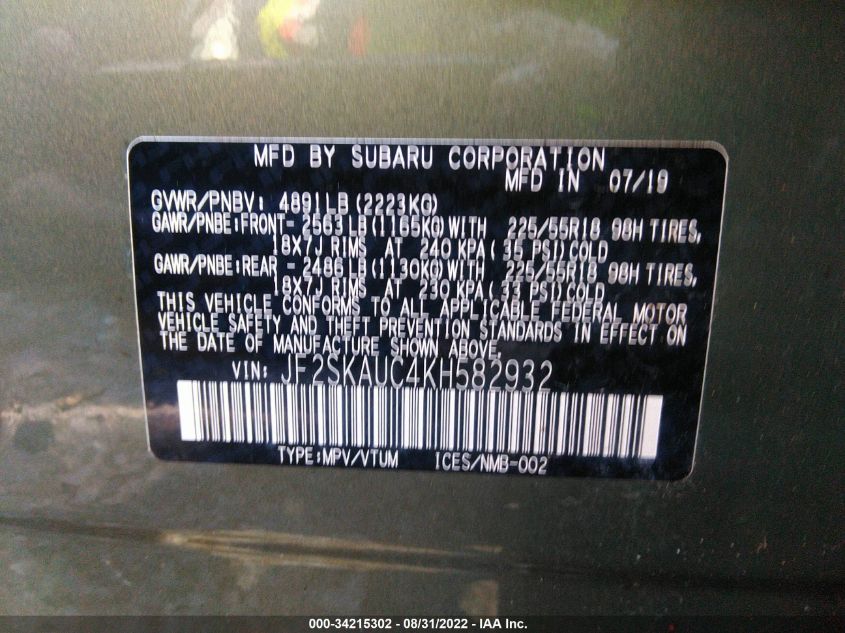 MFD BY SUBARU CORPORATION
MFD IN 07/19
GVWR/PNBV: 4891LB(2223KG)
GAWR/PNBE:FRONT-2563LB(1165KG)WITH 225/55R18 98H TIRES,
18X7J RIMS AT 240 KPA( 35 PSI)COLD
GAWR/PNBE:REAR -2486LB(1130KG)WITH 225/55R18 98H TIRES,
18X7J RIMS AT 230 KPA( 33 PSI)COLD
THIS VEHICLE CONFORMS TO ALL APPLICABLE FEDERAL MOTOR
VEHICLE SAFETY AND THEFT PREVENTION STANDARDS IN EFFECT ON
THE DATE OF MANUFACTURE SHOWN ABOVE.
VIN: JF2SKAUC4KH582932
TYPE:MPV/VTUM ICES/NMB-002
000-34215302 - 08/31/2022 - IAA Inc.